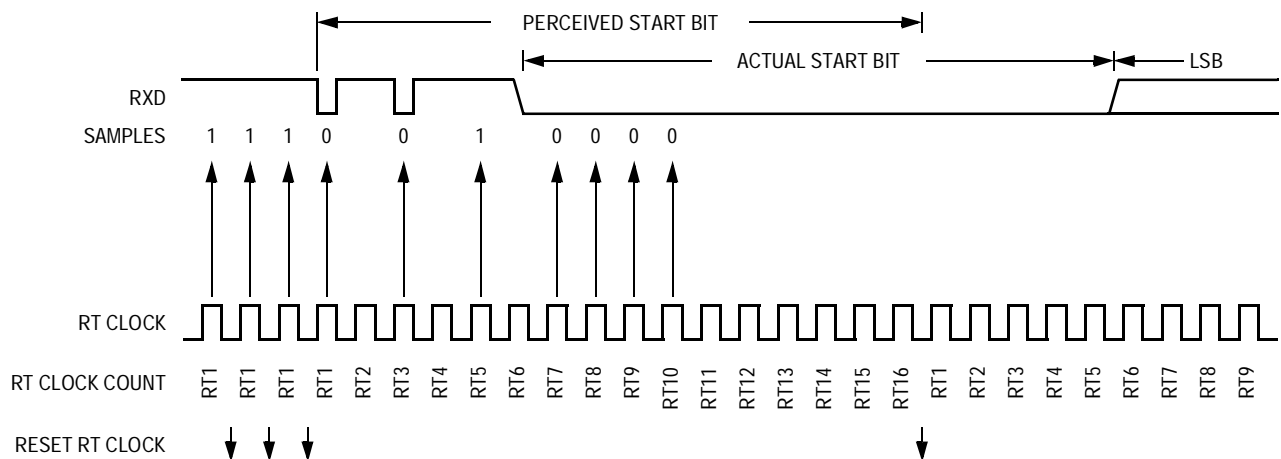 PERCEIVED START BIT
ACTUAL START BIT LSB
RXD
SAMPLES 1 1 1 0 0 1 0 0 0 0
RT CLOCK
RT CLOCK COUNT RT1 RT1 RT1 RT1 RT2 RT3 RT4 RT5 RT6 RT7 RT8 RT9 RT10 RT11 RT12 RT13 RT14 RT15 RT16 RT1 RT2 RT3 RT4 RT5 RT6 RT7 RT8 RT9
RESET RT CLOCK